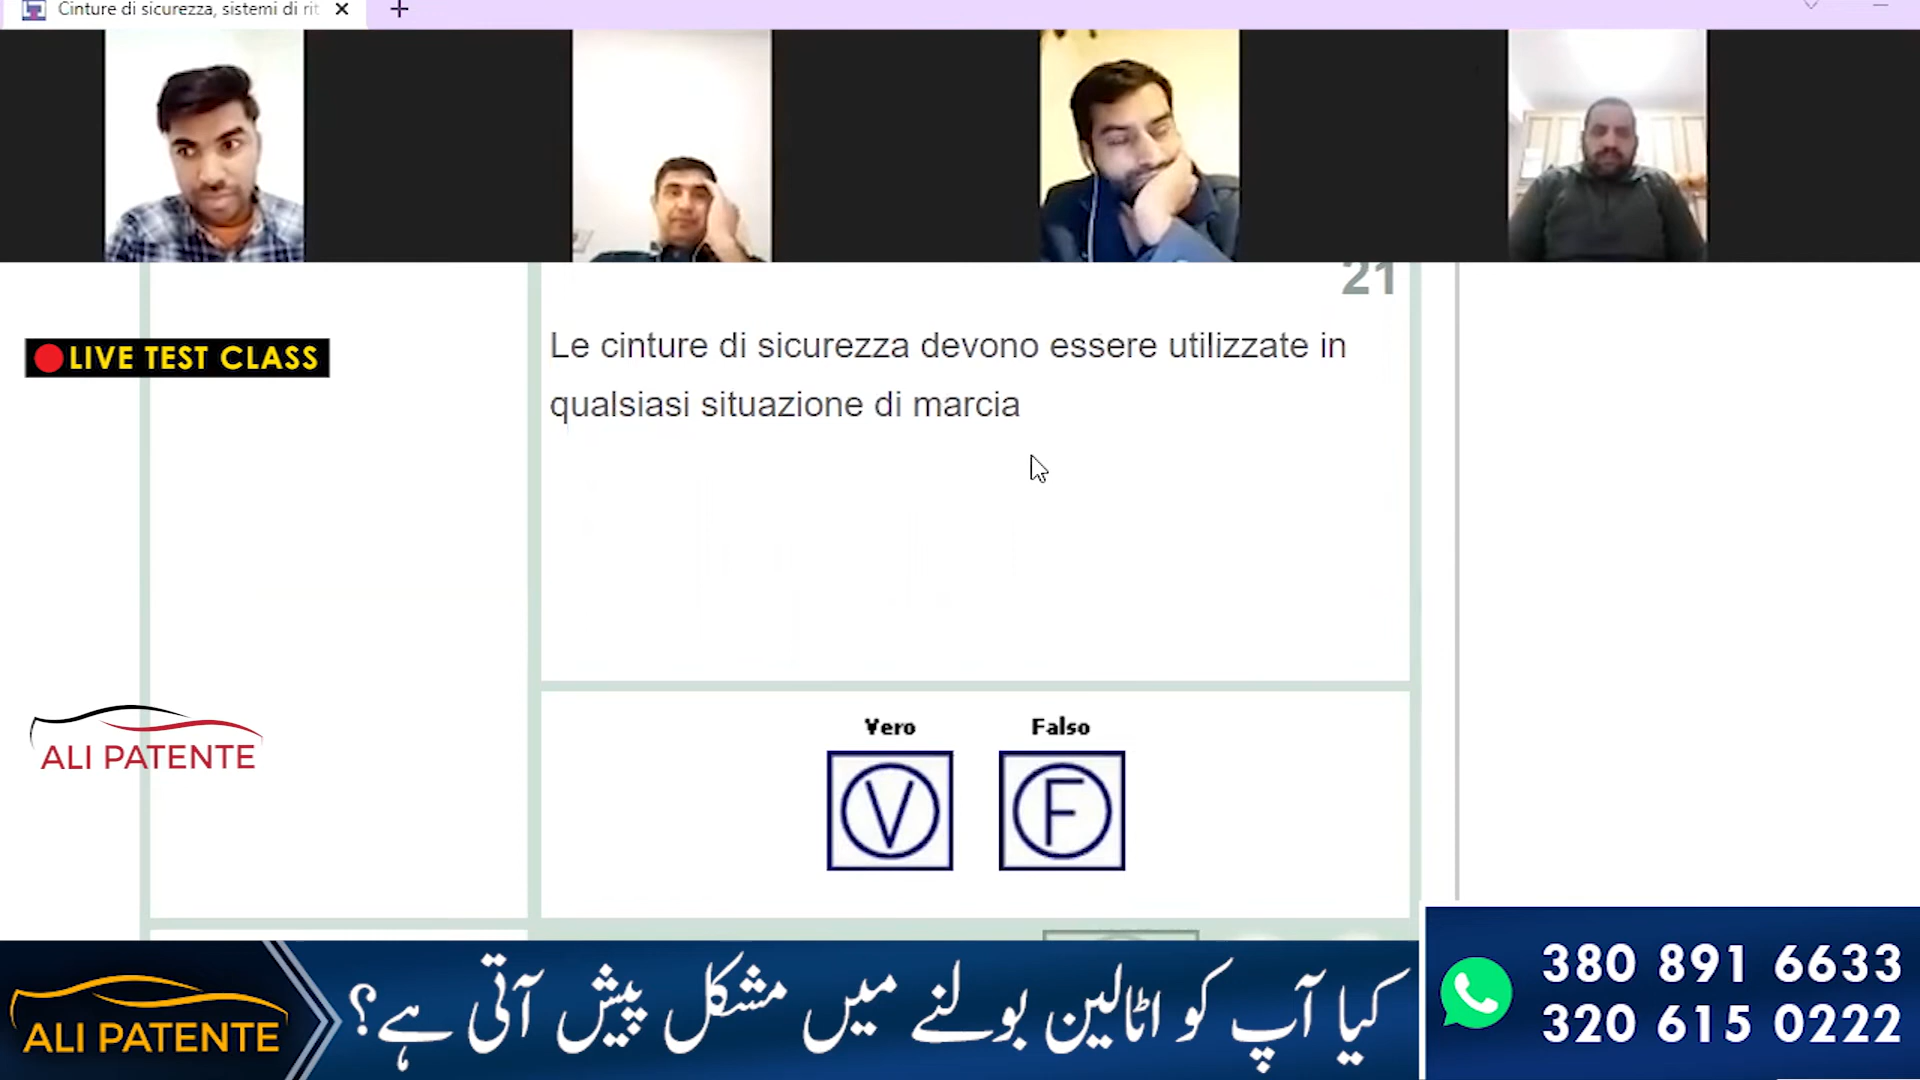 Cinture di sicurezza, sistemi di rit
21
LIVE TEST CLASS
Le cinture di sicurezza devono essere utilizzate in
qualsiasi situazione di marcia
ALI PATENTE
Vero Falso
V F
ALI PATENTE
کیا آپ کو اٹالین بولنے میں مشکل پیش آتی ہے؟
380 891 6633
320 615 0222